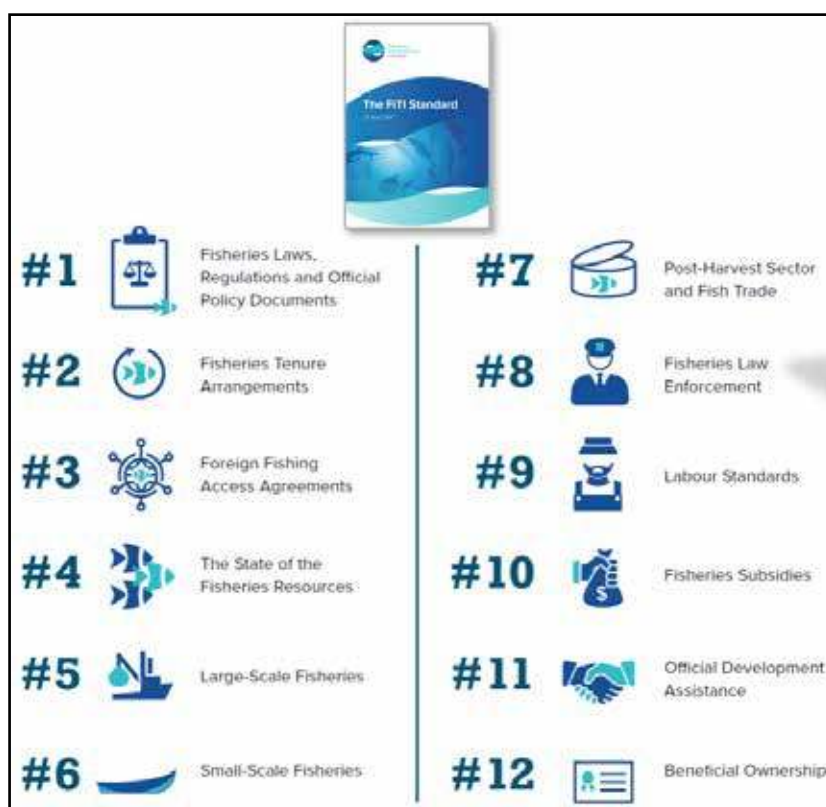 The FiTI Standard
#1
Fisheries Laws,
Regulations and Official
Policy Documents
#2
Fisheries Tenure
Arrangements
#3
Foreign Fishing
Access Agreements
#4
The State of the
Fisheries Resources
#5
Large-Scale Fisheries
#6
Small-Scale Fisheries
#7
Post-Harvest Sector
and Fish Trade
#8
Fisheries Law
Enforcement
#9
Labour Standards
#10
Fisheries Subsidies
$
#11
Official Development
Assistance
#12
Beneficial Ownership